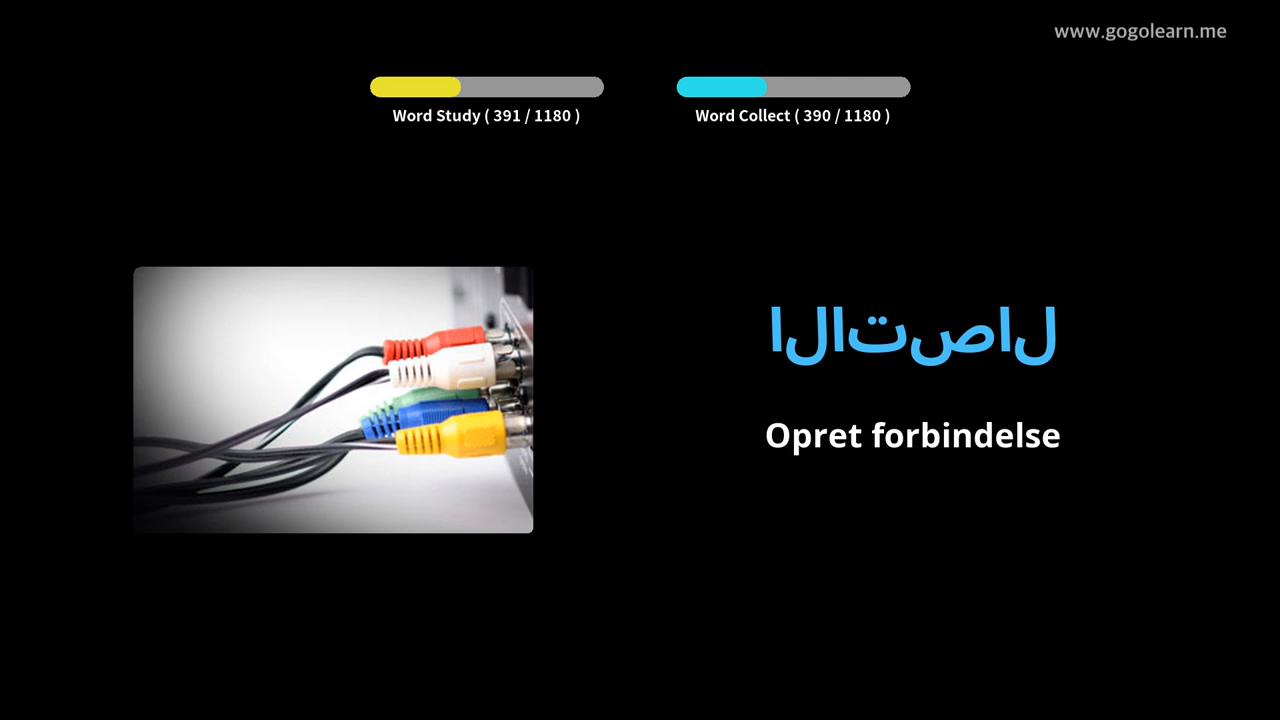 www.gogolearn.me
Word Study ( 391 / 1180 )
Word Collect ( 390 / 1180 )
الاتصال
Opret forbindelse